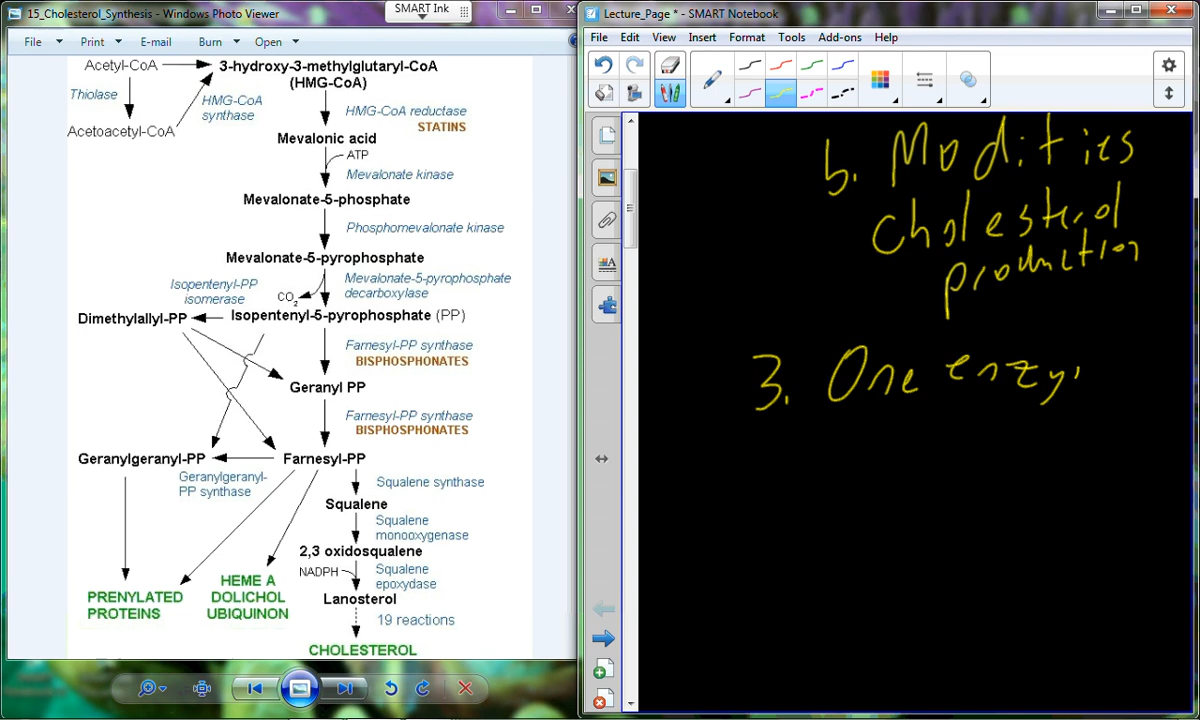 15_Cholesterol_Synthesis - Windows Photo Viewer
SMART Ink
File Print E-mail Burn Open
Acetyl-CoA
3-hydroxy-3-methylglutaryl-CoA
(HMG-CoA)
Thiolase
HMG-CoA
synthase
Acetoacetyl-CoA
HMG-CoA reductase
STATINS
Mevalonic acid
ATP
Mevalonate kinase
Mevalonate-5-phosphate
Phosphomevalonate kinase
Mevalonate-5-pyrophosphate
Isopentenyl-PP
isomerase
CO2
Mevalonate-5-pyrophosphate
decarboxylase
Dimethylallyl-PP
Isopentenyl-5-pyrophosphate (PP)
Farnesyl-PP synthase
BISPHOSPHONATES
Geranyl PP
Farnesyl-PP synthase
BISPHOSPHONATES
Geranylgeranyl-PP
Farnesyl-PP
Geranylgeranyl-
PP synthase
Squalene synthase
Squalene
Squalene
monooxygenase
2,3 oxidosqualene
NADPH
Squalene
epoxydase
Lanosterol
19 reactions
PRENYLATED
PROTEINS
HEME A
DOLICHOL
UBIQUINON
CHOLESTEROL
Lecture_Page * - SMART Notebook
File Edit View Insert Format Tools Add-ons Help
b. Modifies
cholesterol
production
3. One enzy